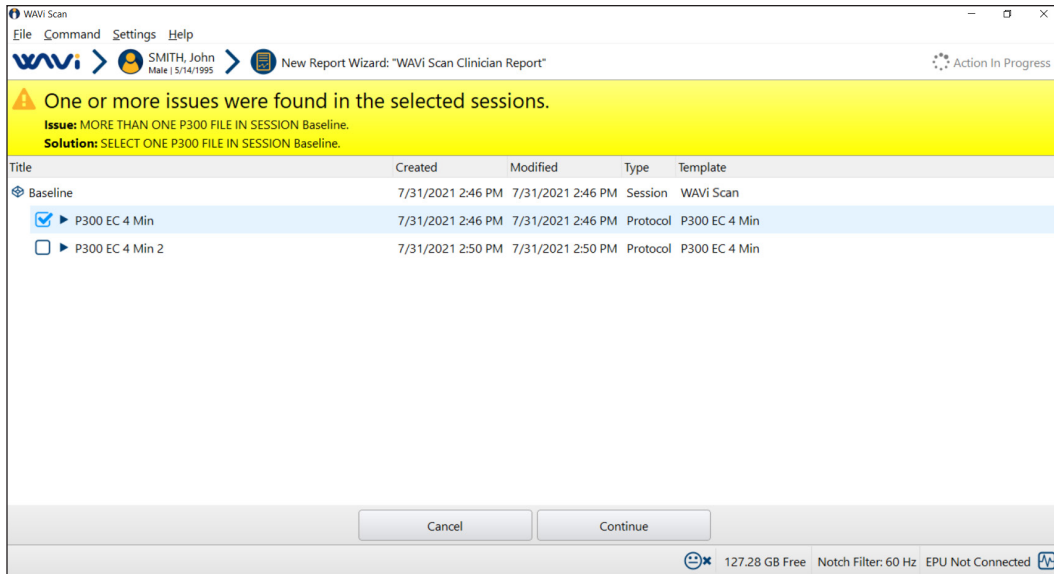 WAVi Scan
File Command Settings Help
WAVi SMITH, John New Report Wizard: "WAVi Scan Clinician Report" Action In Progress
Male | 5/14/1995
One or more issues were found in the selected sessions.
Issue: MORE THAN ONE P300 FILE IN SESSION Baseline.
Solution: SELECT ONE P300 FILE IN SESSION Baseline.
Title Created Modified Type Template
Baseline 7/31/2021 2:46 PM 7/31/2021 2:46 PM Session WAVi Scan
P300 EC 4 Min 7/31/2021 2:46 PM 7/31/2021 2:46 PM Protocol P300 EC 4 Min
P300 EC 4 Min 2 7/31/2021 2:50 PM 7/31/2021 2:50 PM Protocol P300 EC 4 Min
Cancel Continue
127.28 GB Free Notch Filter: 60 Hz EPU Not Connected